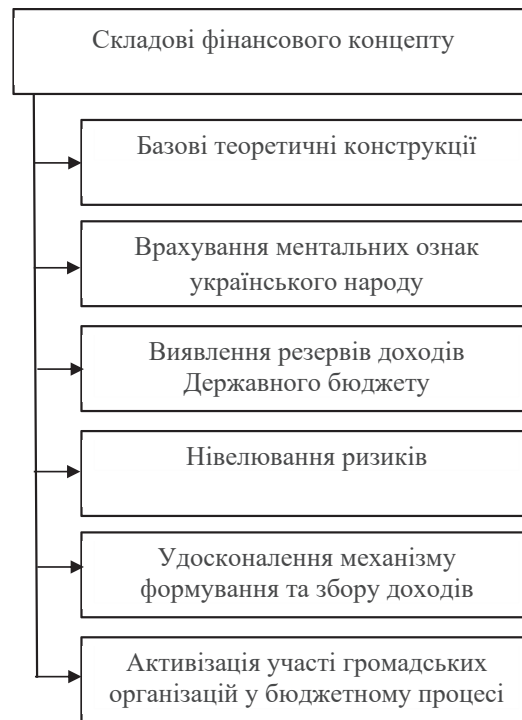 Складові фінансового концепту
Базові теоретичні конструкції
Врахування ментальних ознак
українського народу
Виявлення резервів доходів
Державного бюджету
Нівелювання ризиків
Удосконалення механізму
формування та збору доходів
Активізація участі громадських
організацій у бюджетному процесі